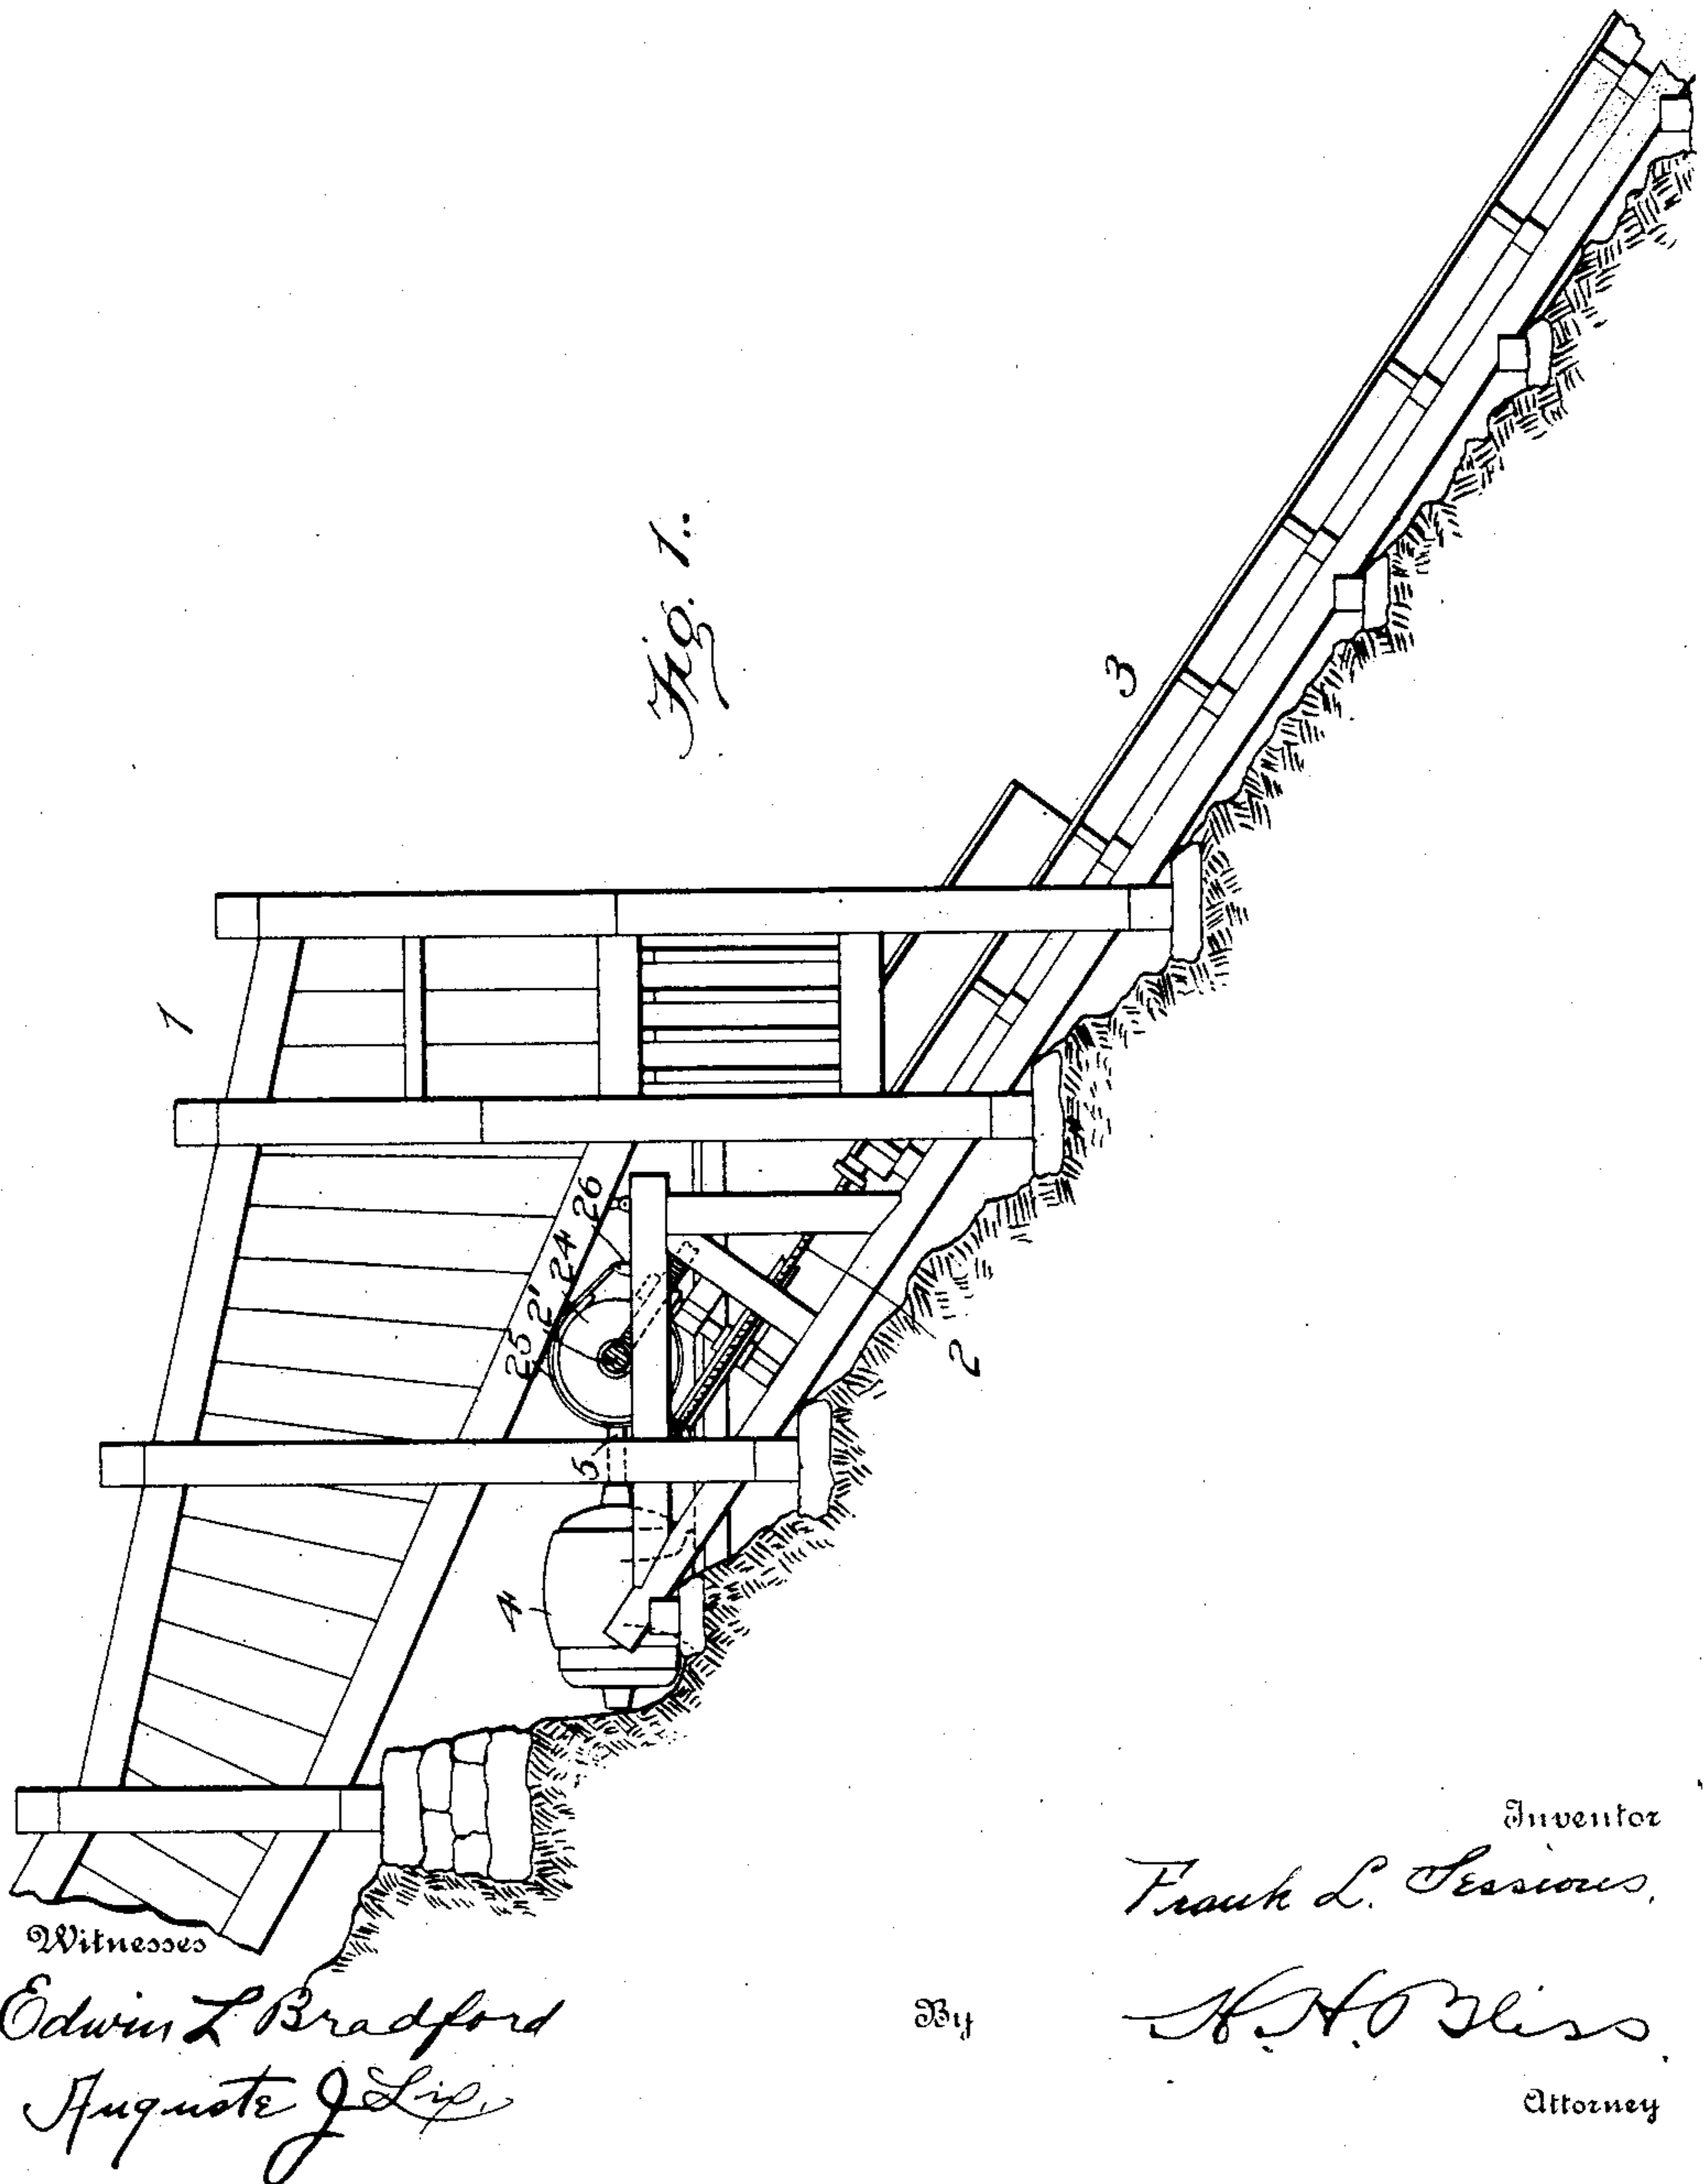 Fig. 1.
3
1
26
24
2'
25
2
5
4
Inventor
Frank L. Sessions,
Witnesses
Edwin L Bradford
By
H. H. Bliss
Auguste J
Attorney